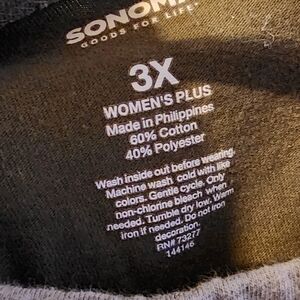 SONOMA
GOODS FOR LIFE
3X
WOMEN'S PLUS
Made in Philippines
60% Cotton
40% Polyester
Wash inside out before wearing.
Machine wash cold with like
colors. Gentle cycle. Only
non-chlorine bleach when
needed. Tumble dry low. Warm
iron if needed. Do not iron
decoration.
RN# 73277
144146